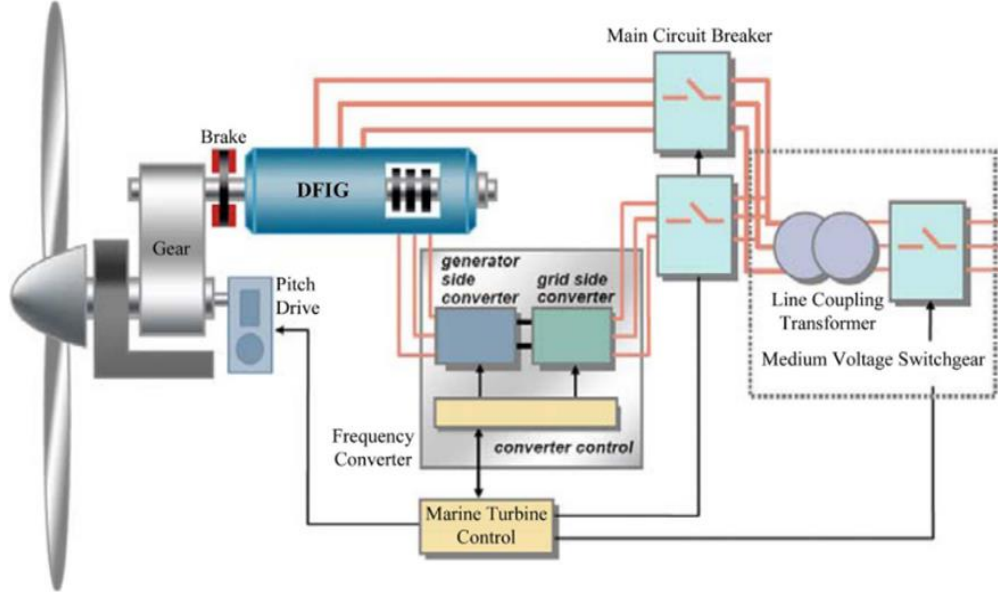 Main Circuit Breaker
Brake
DFIG
Gear
generator
side
converter
grid side
converter
Pitch
Drive
Line Coupling
Transformer
Medium Voltage Switchgear
Frequency
Converter
converter control
Marine Turbine
Control